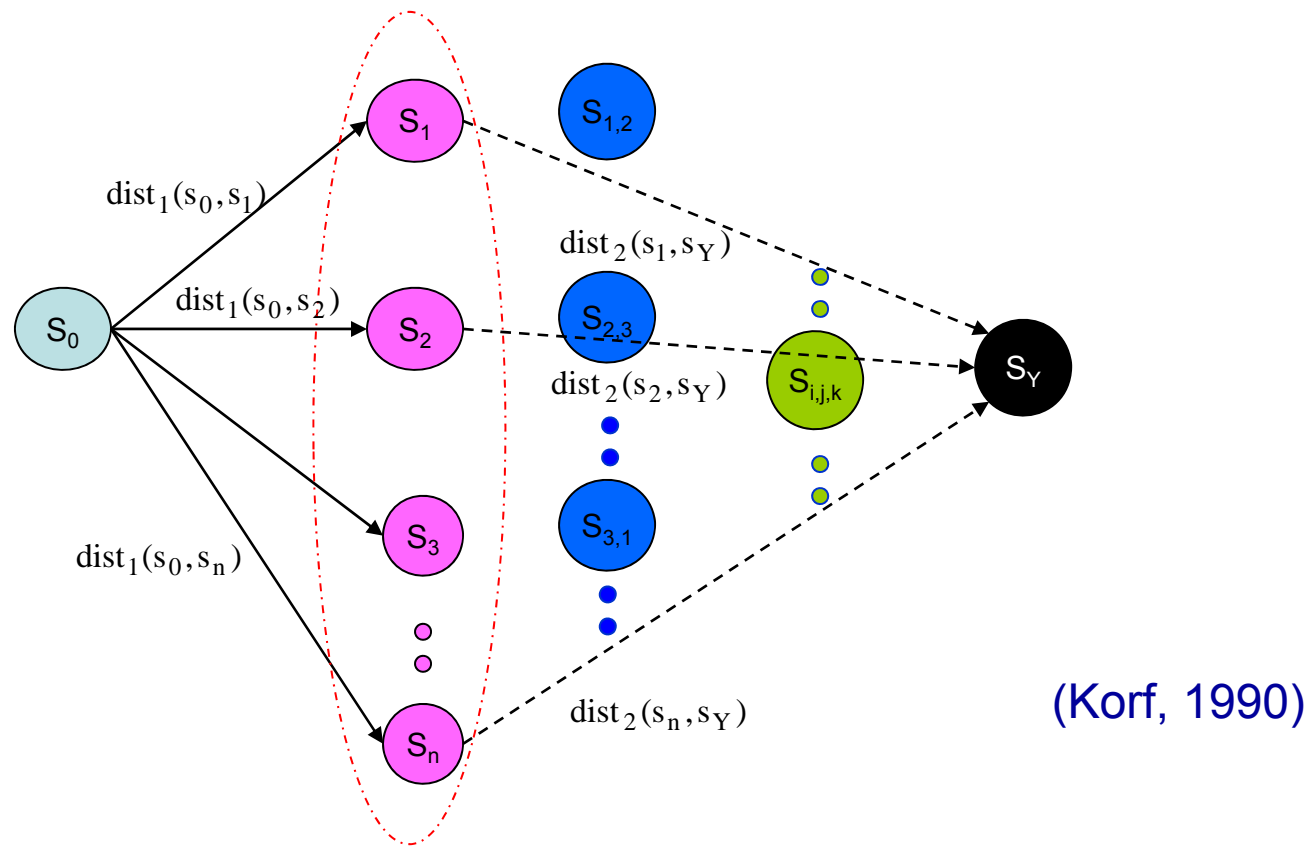 S1
S1,2
dist1(s0,s1)
dist2(s1,sY)
dist1(s0,s2)
S0
S2
S2,3
Si,j,k
SY
dist2(s2,sY)
S3
S3,1
dist1(s0,sn)
dist2(sn,sY)
(Korf, 1990)
Sn